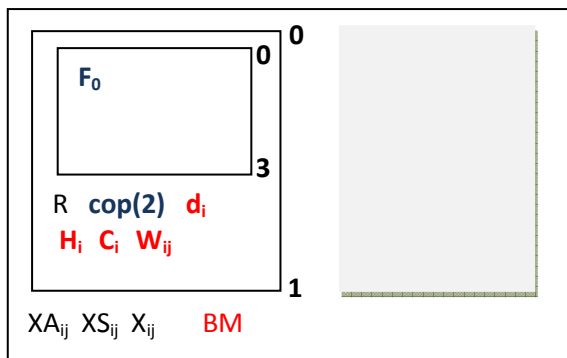 0
0
F₀
3
R cop(2) dᵢ
Hᵢ Cᵢ Wᵢⱼ
1
XAᵢⱼ XSᵢⱼ Xᵢⱼ BM